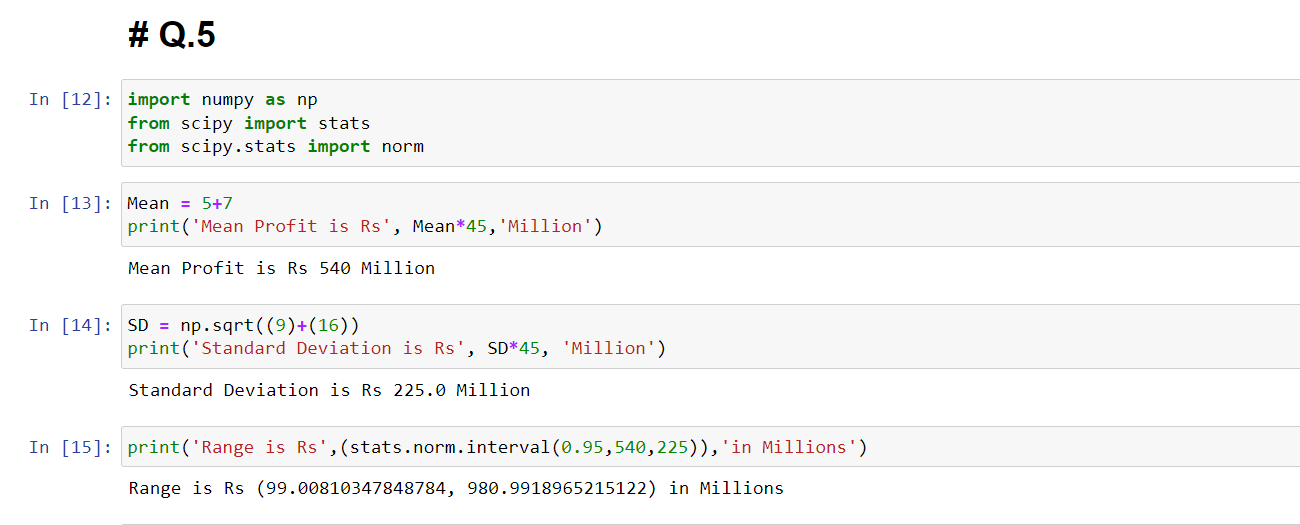 # Q.5
In [12]: import numpy as np
from scipy import stats
from scipy.stats import norm
In [13]: Mean = 5+7
print('Mean Profit is Rs', Mean*45,'Million')
Mean Profit is Rs 540 Million
In [14]: SD = np.sqrt((9)+(16))
print('Standard Deviation is Rs', SD*45, 'Million')
Standard Deviation is Rs 225.0 Million
In [15]: print('Range is Rs',(stats.norm.interval(0.95,540,225)),'in Millions')
Range is Rs (99.00810347848784, 980.9918965215122) in Millions